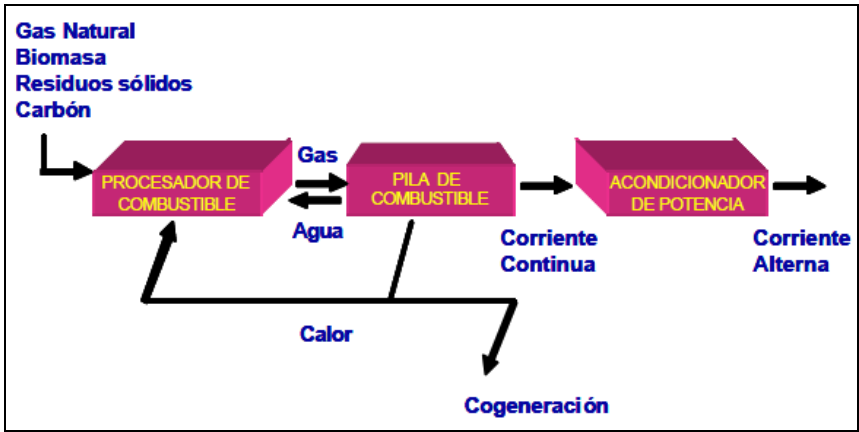 Gas Natural
Biomasa
Residuos sólidos
Carbón
PROCESADOR DE
COMBUSTIBLE
Gas
Agua
PILA DE
COMBUSTIBLE
Corriente
Continua
ACONDICIONADOR
DE POTENCIA
Corriente
Alterna
Calor
Cogeneración